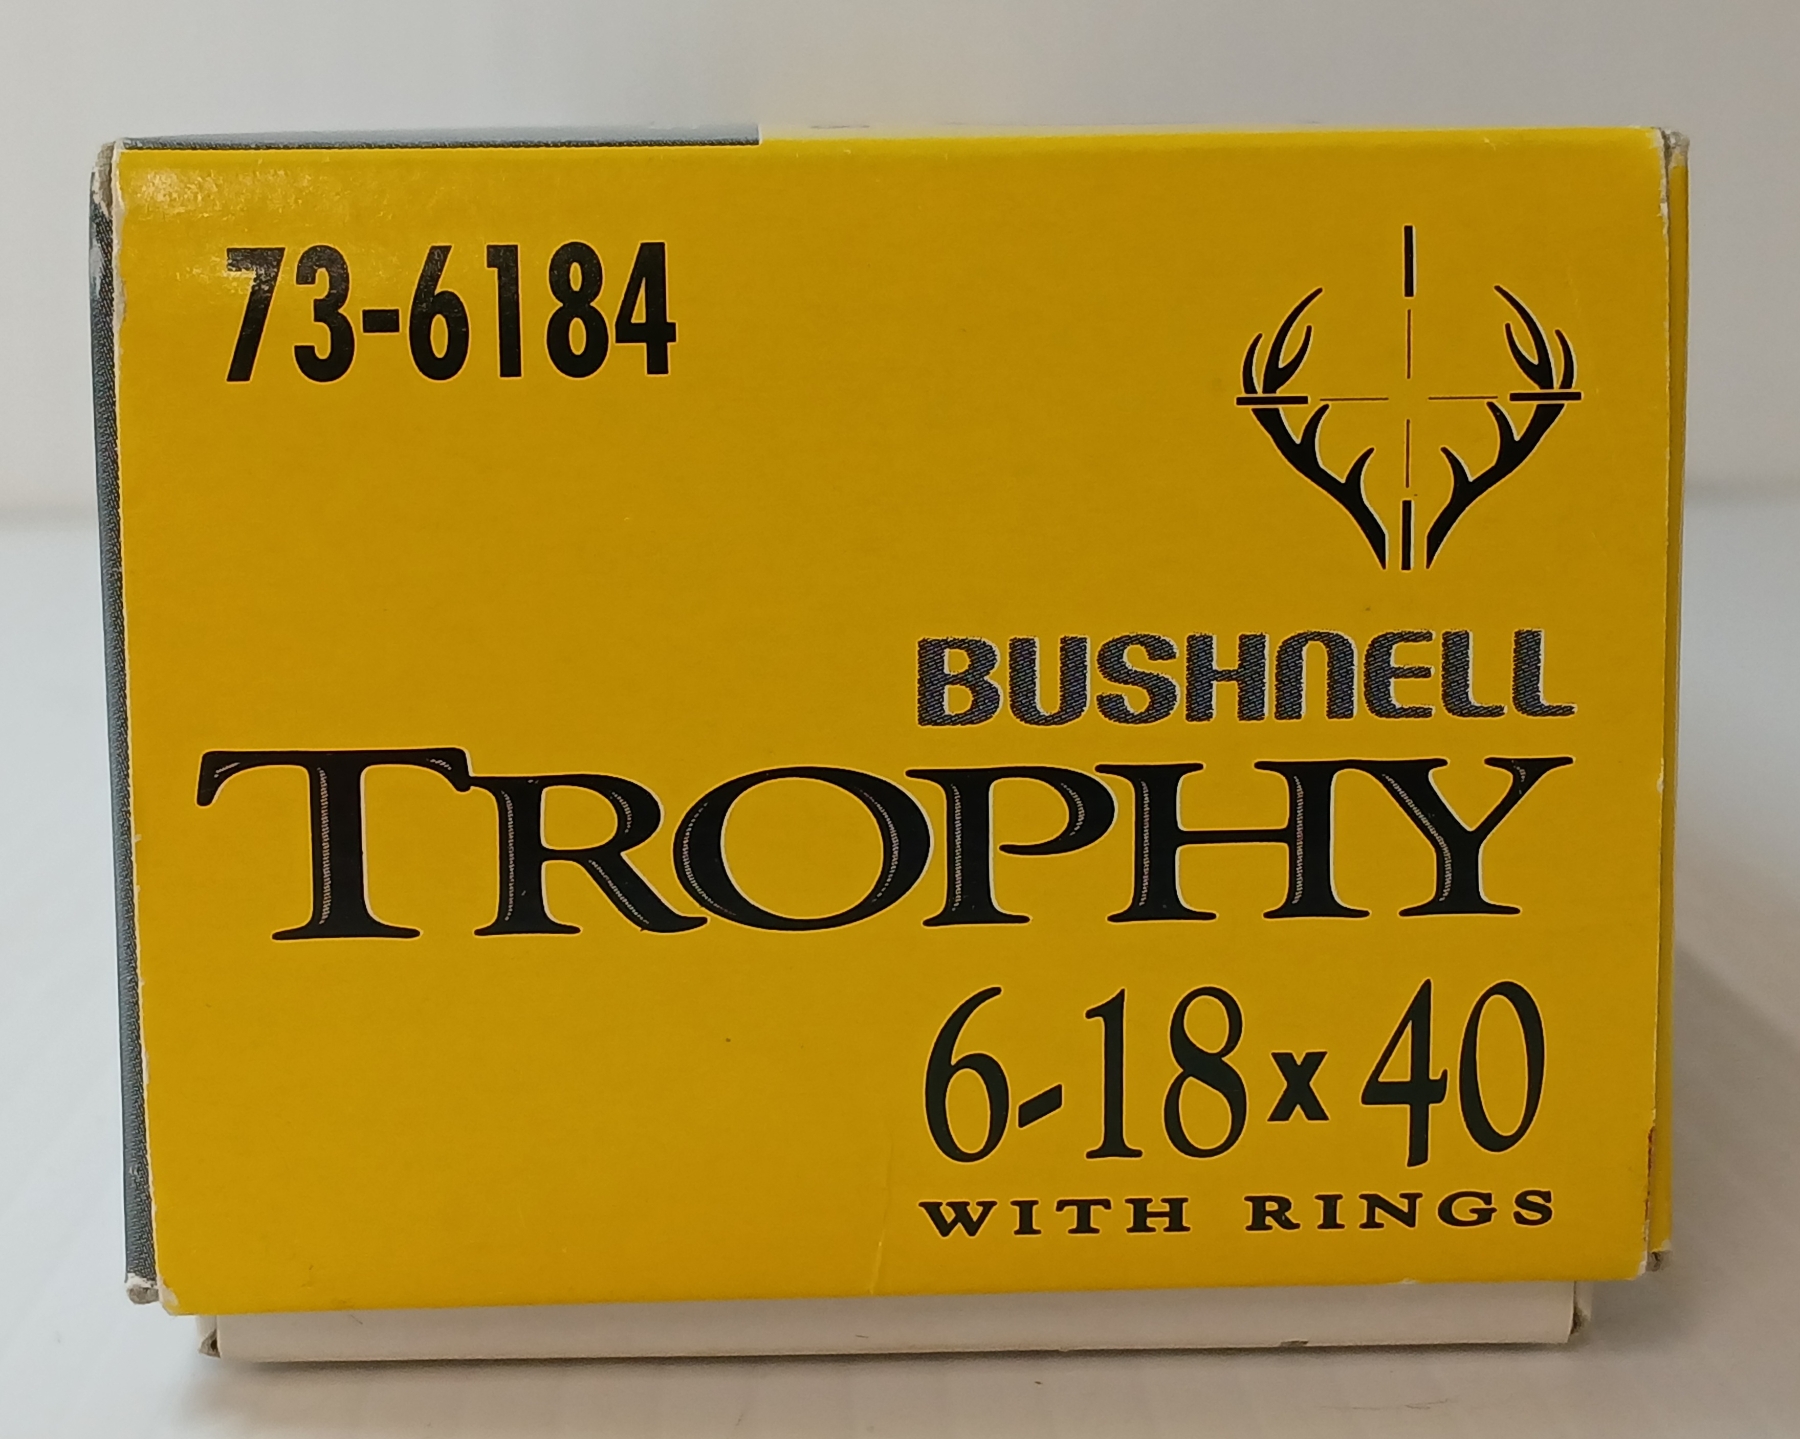 73-6184
BUSHNELL
TROPHY
6-18x40
WITH RINGS